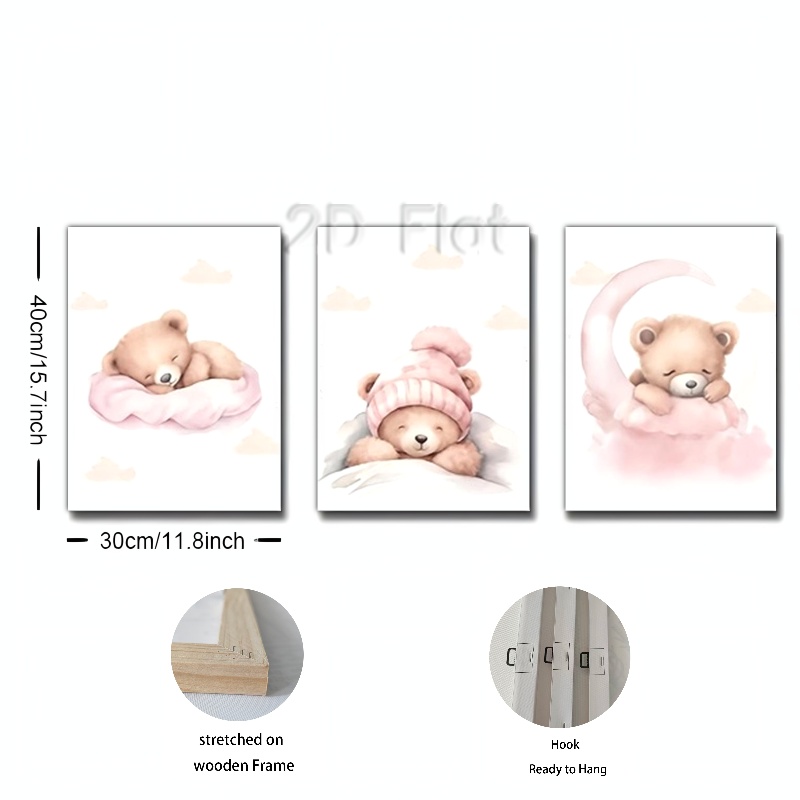 2D Flat
40cm/15.7inch
30cm/11.8inch
stretched on
wooden Frame
Hook
Ready to Hang